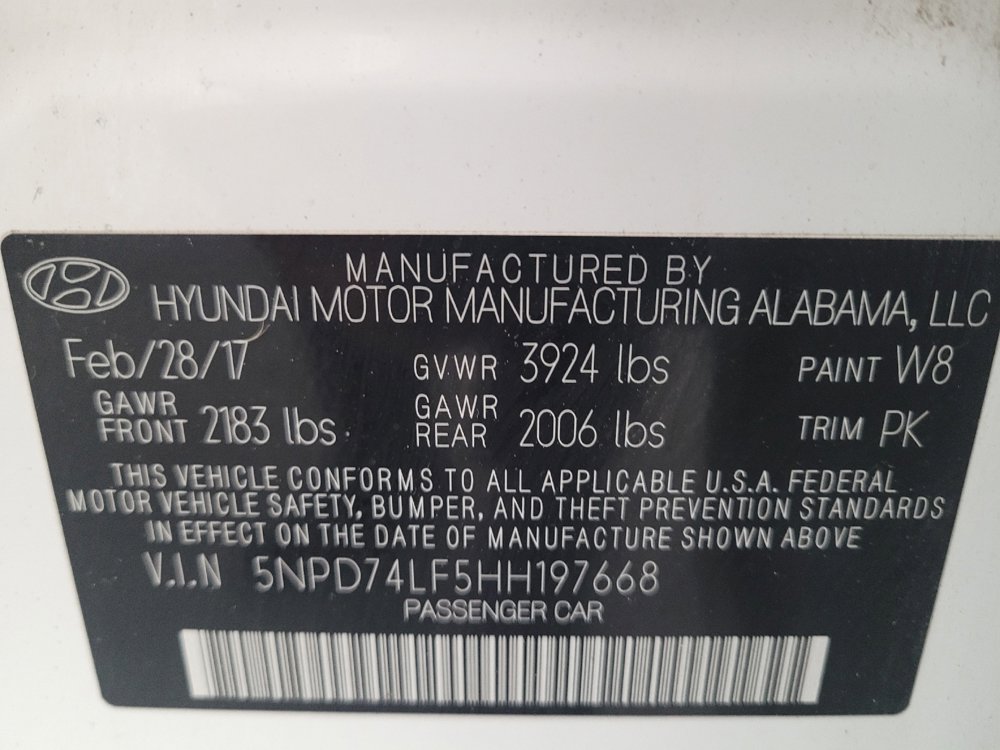 MANUFACTURED BY
HYUNDAI MOTOR MANUFACTURING ALABAMA, LLC
Feb/28/17 GVWR 3924 lbs PAINT W8
GAWR FRONT 2183 lbs GAWR REAR 2006 lbs TRIM PK
THIS VEHICLE CONFORMS TO ALL APPLICABLE U.S.A. FEDERAL
MOTOR VEHICLE SAFETY, BUMPER, AND THEFT PREVENTION STANDARDS
IN EFFECT ON THE DATE OF MANUFACTURE SHOWN ABOVE
V.I.N 5NPD74LF5HH197668
PASSENGER CAR